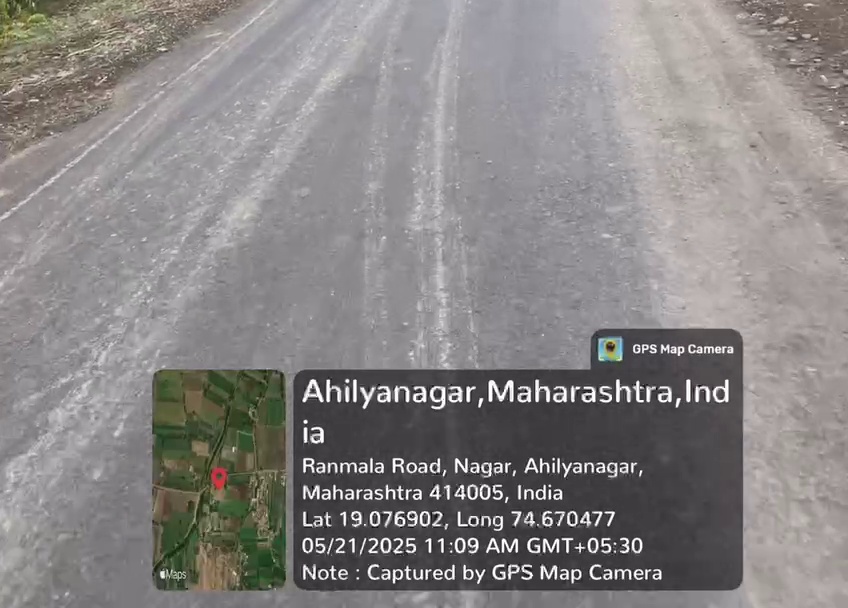 GPS Map Camera
Ahilyanagar,Maharashtra,Ind
ia
Ranmala Road, Nagar, Ahilyanagar,
Maharashtra 414005, India
Lat 19.076902, Long 74.670477
05/21/2025 11:09 AM GMT+05:30
Note : Captured by GPS Map Camera
Maps